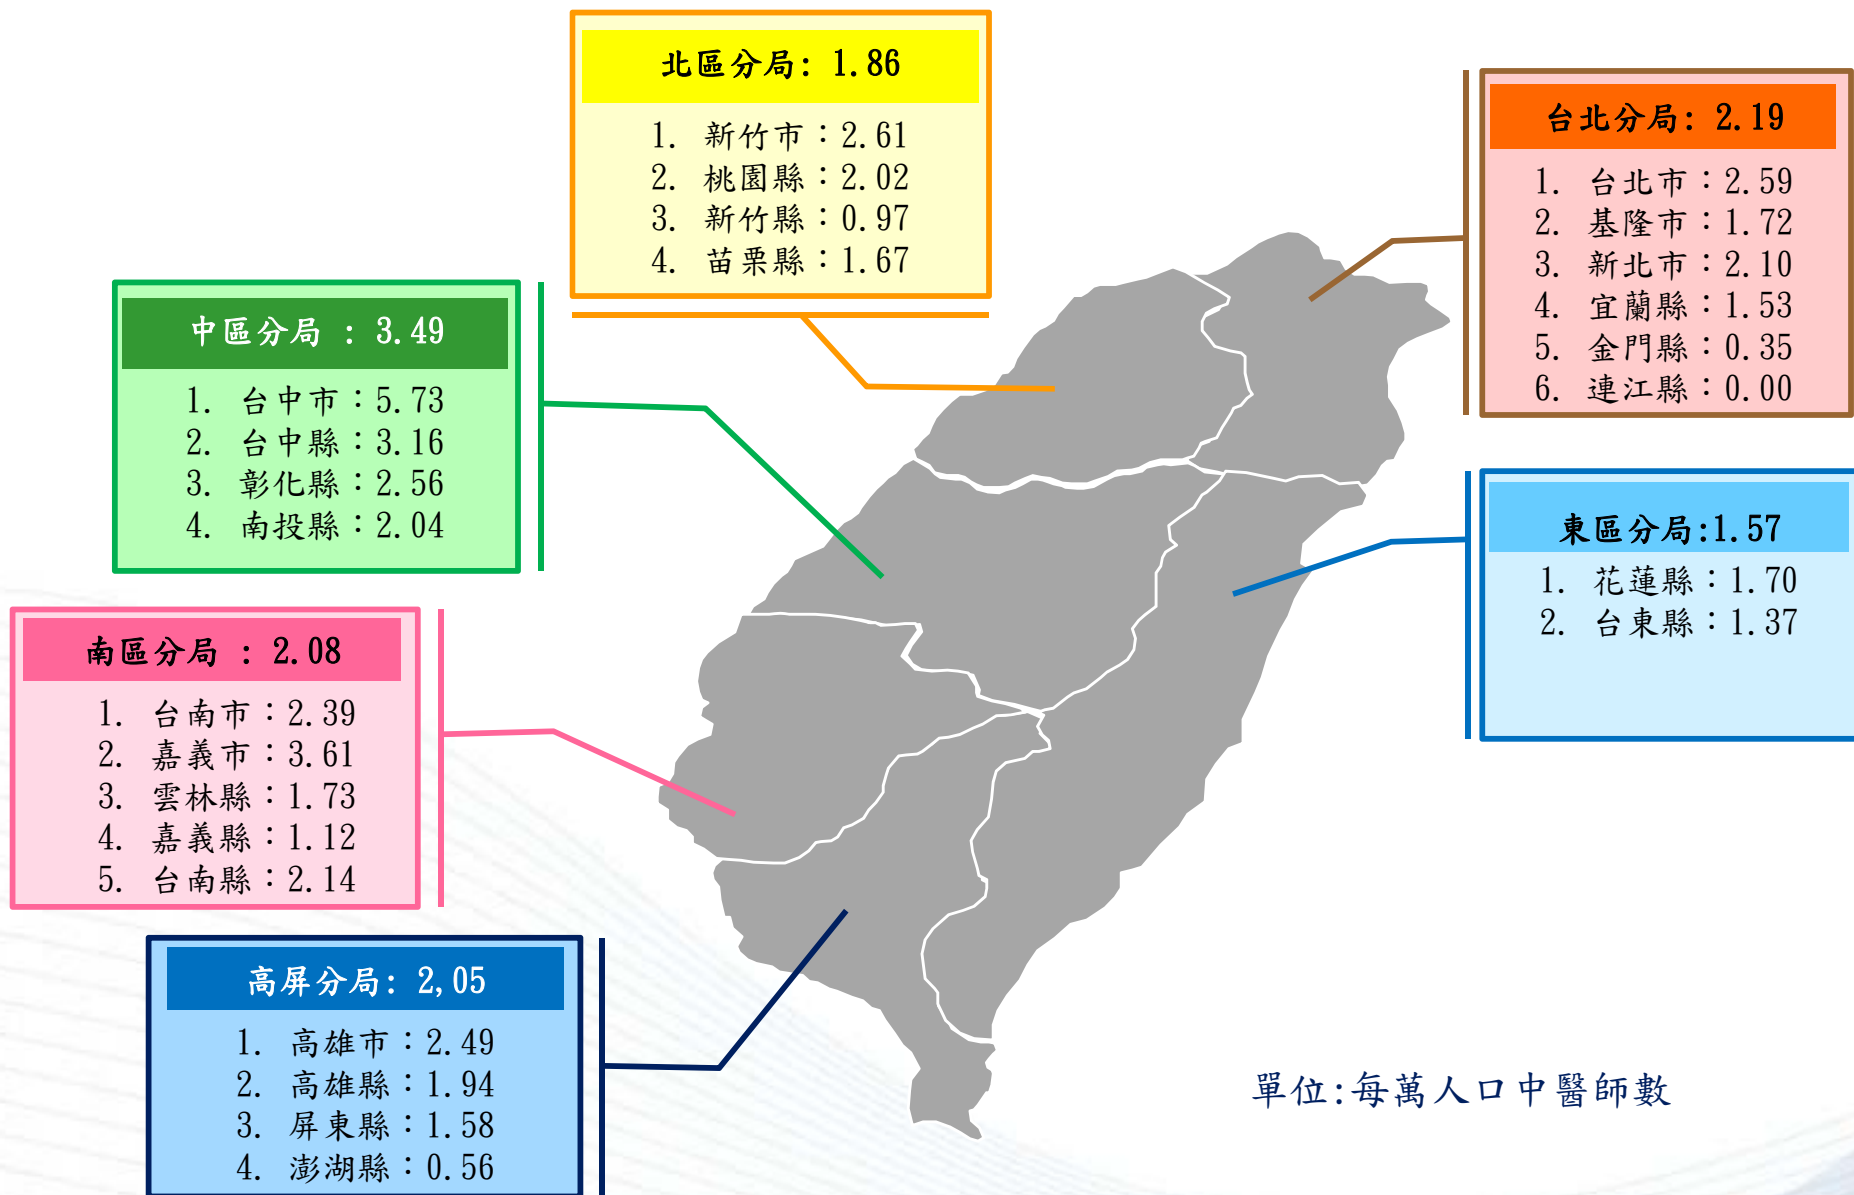 北區分局: 1.86
1. 新竹市：2.61
2. 桃園縣：2.02
3. 新竹縣：0.97
4. 苗栗縣：1.67
台北分局: 2.19
1. 台北市：2.59
2. 基隆市：1.72
3. 新北市：2.10
4. 宜蘭縣：1.53
5. 金門縣：0.35
6. 連江縣：0.00
中區分局 : 3.49
1. 台中市：5.73
2. 台中縣：3.16
3. 彰化縣：2.56
4. 南投縣：2.04
東區分局:1.57
1. 花蓮縣：1.70
2. 台東縣：1.37
南區分局 : 2.08
1. 台南市：2.39
2. 嘉義市：3.61
3. 雲林縣：1.73
4. 嘉義縣：1.12
5. 台南縣：2.14
高屏分局: 2,05
1. 高雄市：2.49
2. 高雄縣：1.94
3. 屏東縣：1.58
4. 澎湖縣：0.56
單位:每萬人口中醫師數